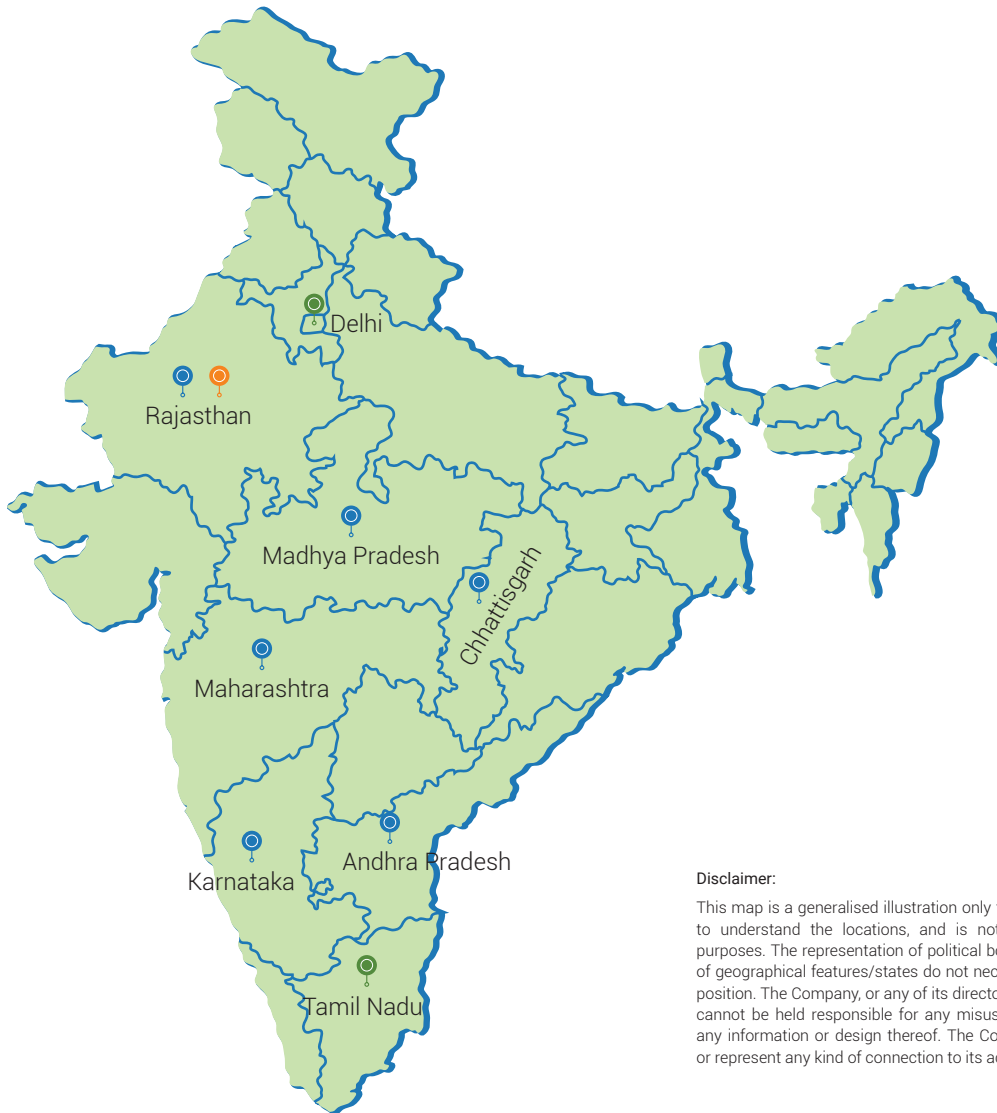 Delhi
Rajasthan
Madhya Pradesh
Chhattisgarh
Maharashtra
Andhra Pradesh
Karnataka
Tamil Nadu
Disclaimer:
This map is a generalised illustration only
to understand the locations, and is not
purposes. The representation of political
of geographical features/states do not
position. The Company, or any of its
cannot be held responsible for any
any information or design thereof. The
or represent any kind of connection to its